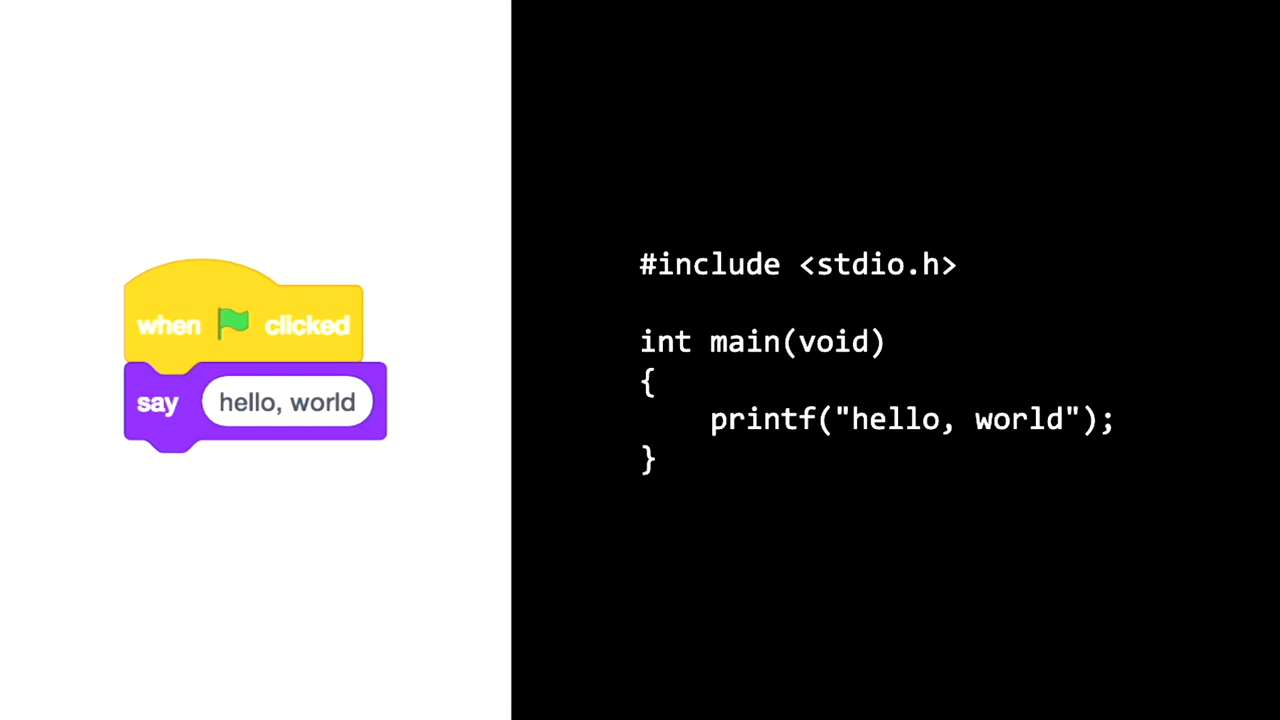 when clicked
say hello, world
#include <stdio.h>
int main(void)
{
    printf("hello, world");
}